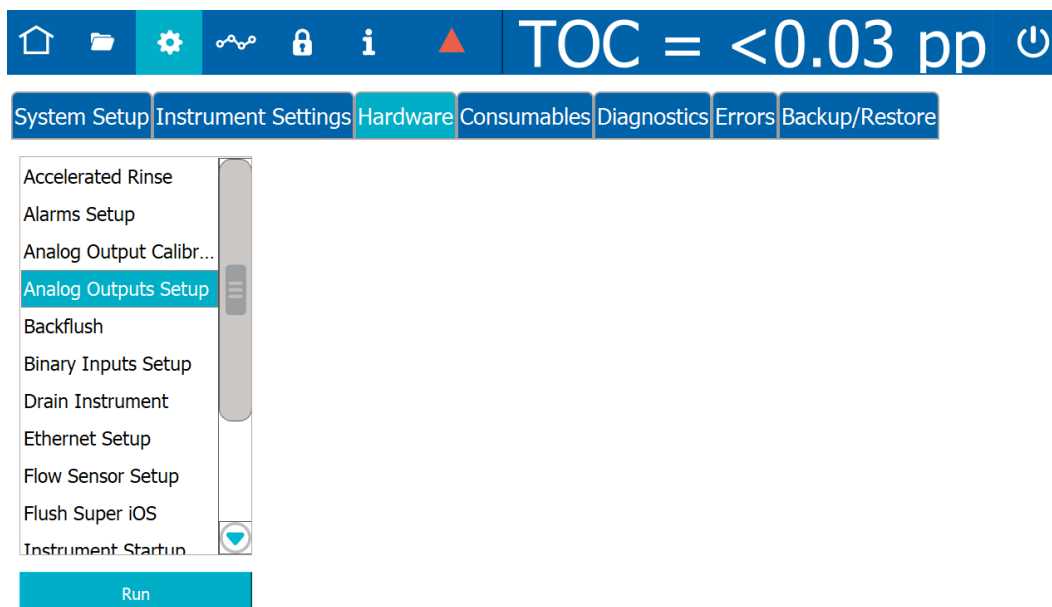 TOC = <0.03 pp
System Setup Instrument Settings Hardware Consumables Diagnostics Errors Backup/Restore
Accelerated Rinse
Alarms Setup
Analog Output Calibr...
Analog Outputs Setup
Backflush
Binary Inputs Setup
Drain Instrument
Ethernet Setup
Flow Sensor Setup
Flush Super iOS
Instrument Startup
Run